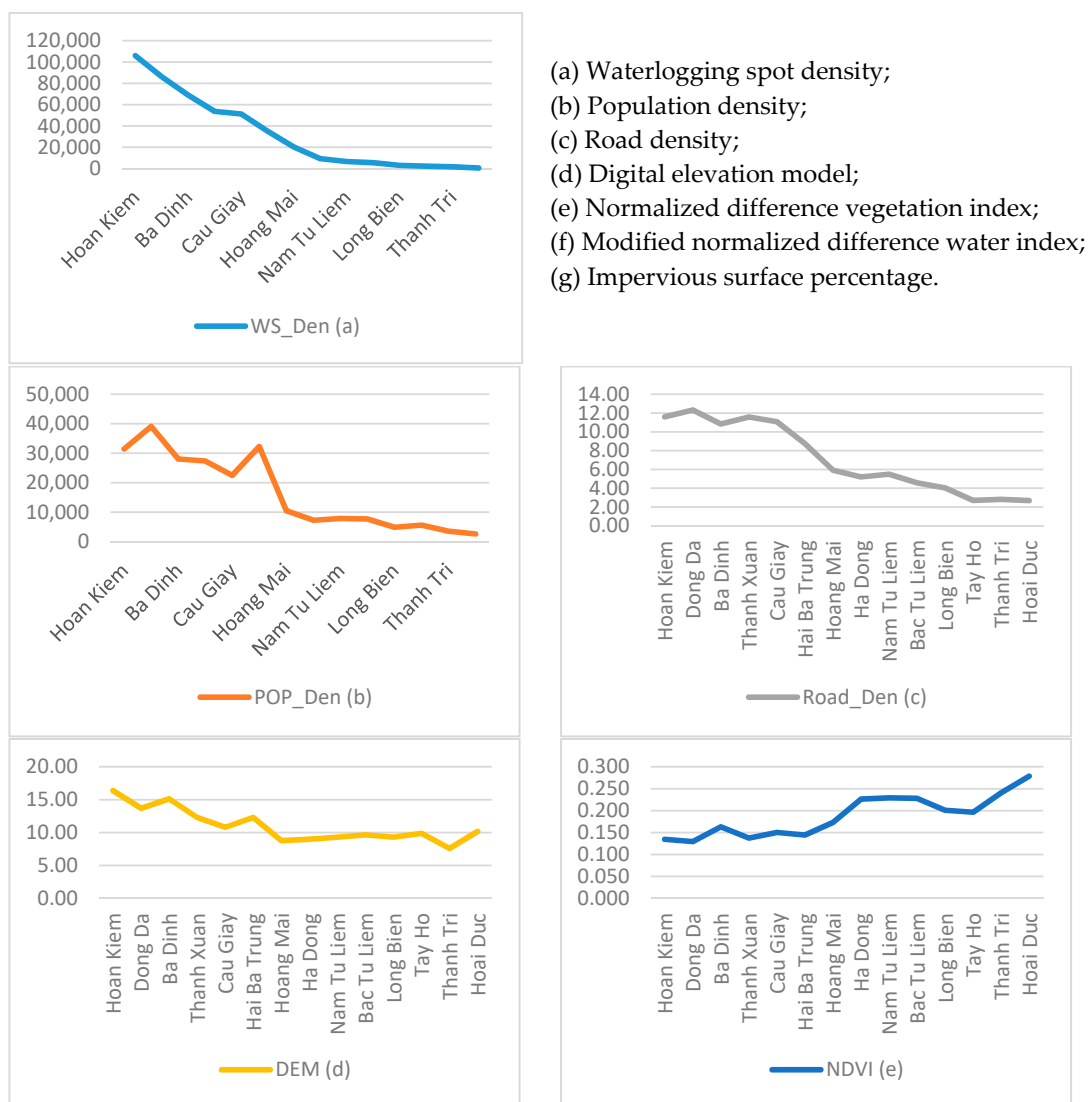 120,000
100,000
80,000
60,000
40,000
20,000
0
Hoan Kiem
Ba Dinh
Cau Giay
Hoang Mai
Nam Tu Liem
Long Bien
Thanh Tri
WS_Den (a)
(a) Waterlogging spot density;
(b) Population density;
(c) Road density;
(d) Digital elevation model;
(e) Normalized difference vegetation index;
(f) Modified normalized difference water index;
(g) Impervious surface percentage.
50,000
40,000
30,000
20,000
10,000
0
Hoan Kiem
Ba Dinh
Cau Giay
Hoang Mai
Nam Tu Liem
Long Bien
Thanh Tri
POP_Den (b)
14.00
12.00
10.00
8.00
6.00
4.00
2.00
0.00
Hoan Kiem
Dong Da
Ba Dinh
Thanh Xuan
Cau Giay
Hai Ba Trung
Hoang Mai
Ha Dong
Nam Tu Liem
Bac Tu Liem
Long Bien
Tay Ho
Thanh Tri
Hoai Duc
Road_Den (c)
20.00
15.00
10.00
5.00
0.00
Hoan Kiem
Dong Da
Ba Dinh
Thanh Xuan
Cau Giay
Hai Ba Trung
Hoang Mai
Ha Dong
Nam Tu Liem
Bac Tu Liem
Long Bien
Tay Ho
Thanh Tri
Hoai Duc
DEM (d)
0.300
0.250
0.200
0.150
0.100
0.050
0.000
Hoan Kiem
Dong Da
Ba Dinh
Thanh Xuan
Cau Giay
Hai Ba Trung
Hoang Mai
Ha Dong
Nam Tu Liem
Bac Tu Liem
Long Bien
Tay Ho
Thanh Tri
Hoai Duc
NDVI (e)